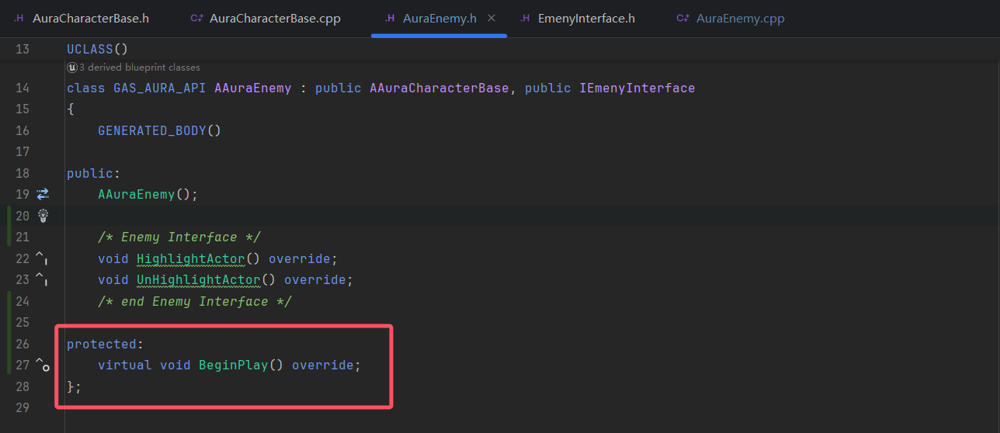 .H AuraCharacterBase.h C++ AuraCharacterBase.cpp .H AuraEnemy.h × .H EmenyInterface.h C++ AuraEnemy.cpp
13 UCLASS()
3 derived blueprint classes
14 class GAS_AURA_API AAuraEnemy : public AAuraCharacterBase, public IEmenyInterface
15 {
16 GENERATED_BODY()
17
18 public:
19 AAuraEnemy();
20
21 /* Enemy Interface */
22 void HighlightActor() override;
23 void UnHighlightActor() override;
24 /* end Enemy Interface */
25
26 protected:
27 virtual void BeginPlay() override;
28 };
29